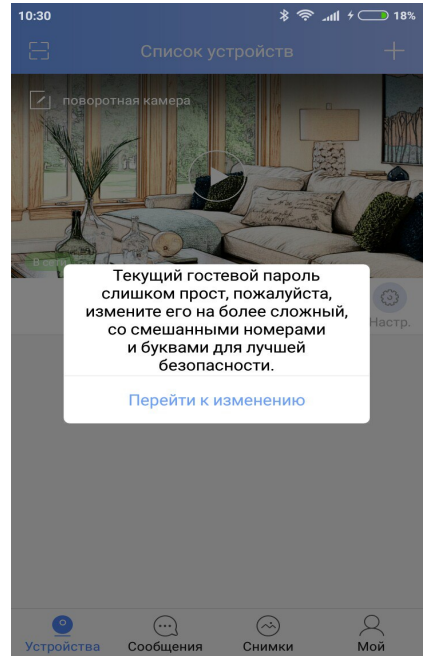 10:30
18%
Список устройств
поворотная камера
Текущий гостевой пароль
слишком прост, пожалуйста,
измените его на более сложный,
со смешанными номерами
и буквами для лучшей
безопасности.
Настр.
Перейти к изменению
Устройства
Сообщения
Снимки
Мой